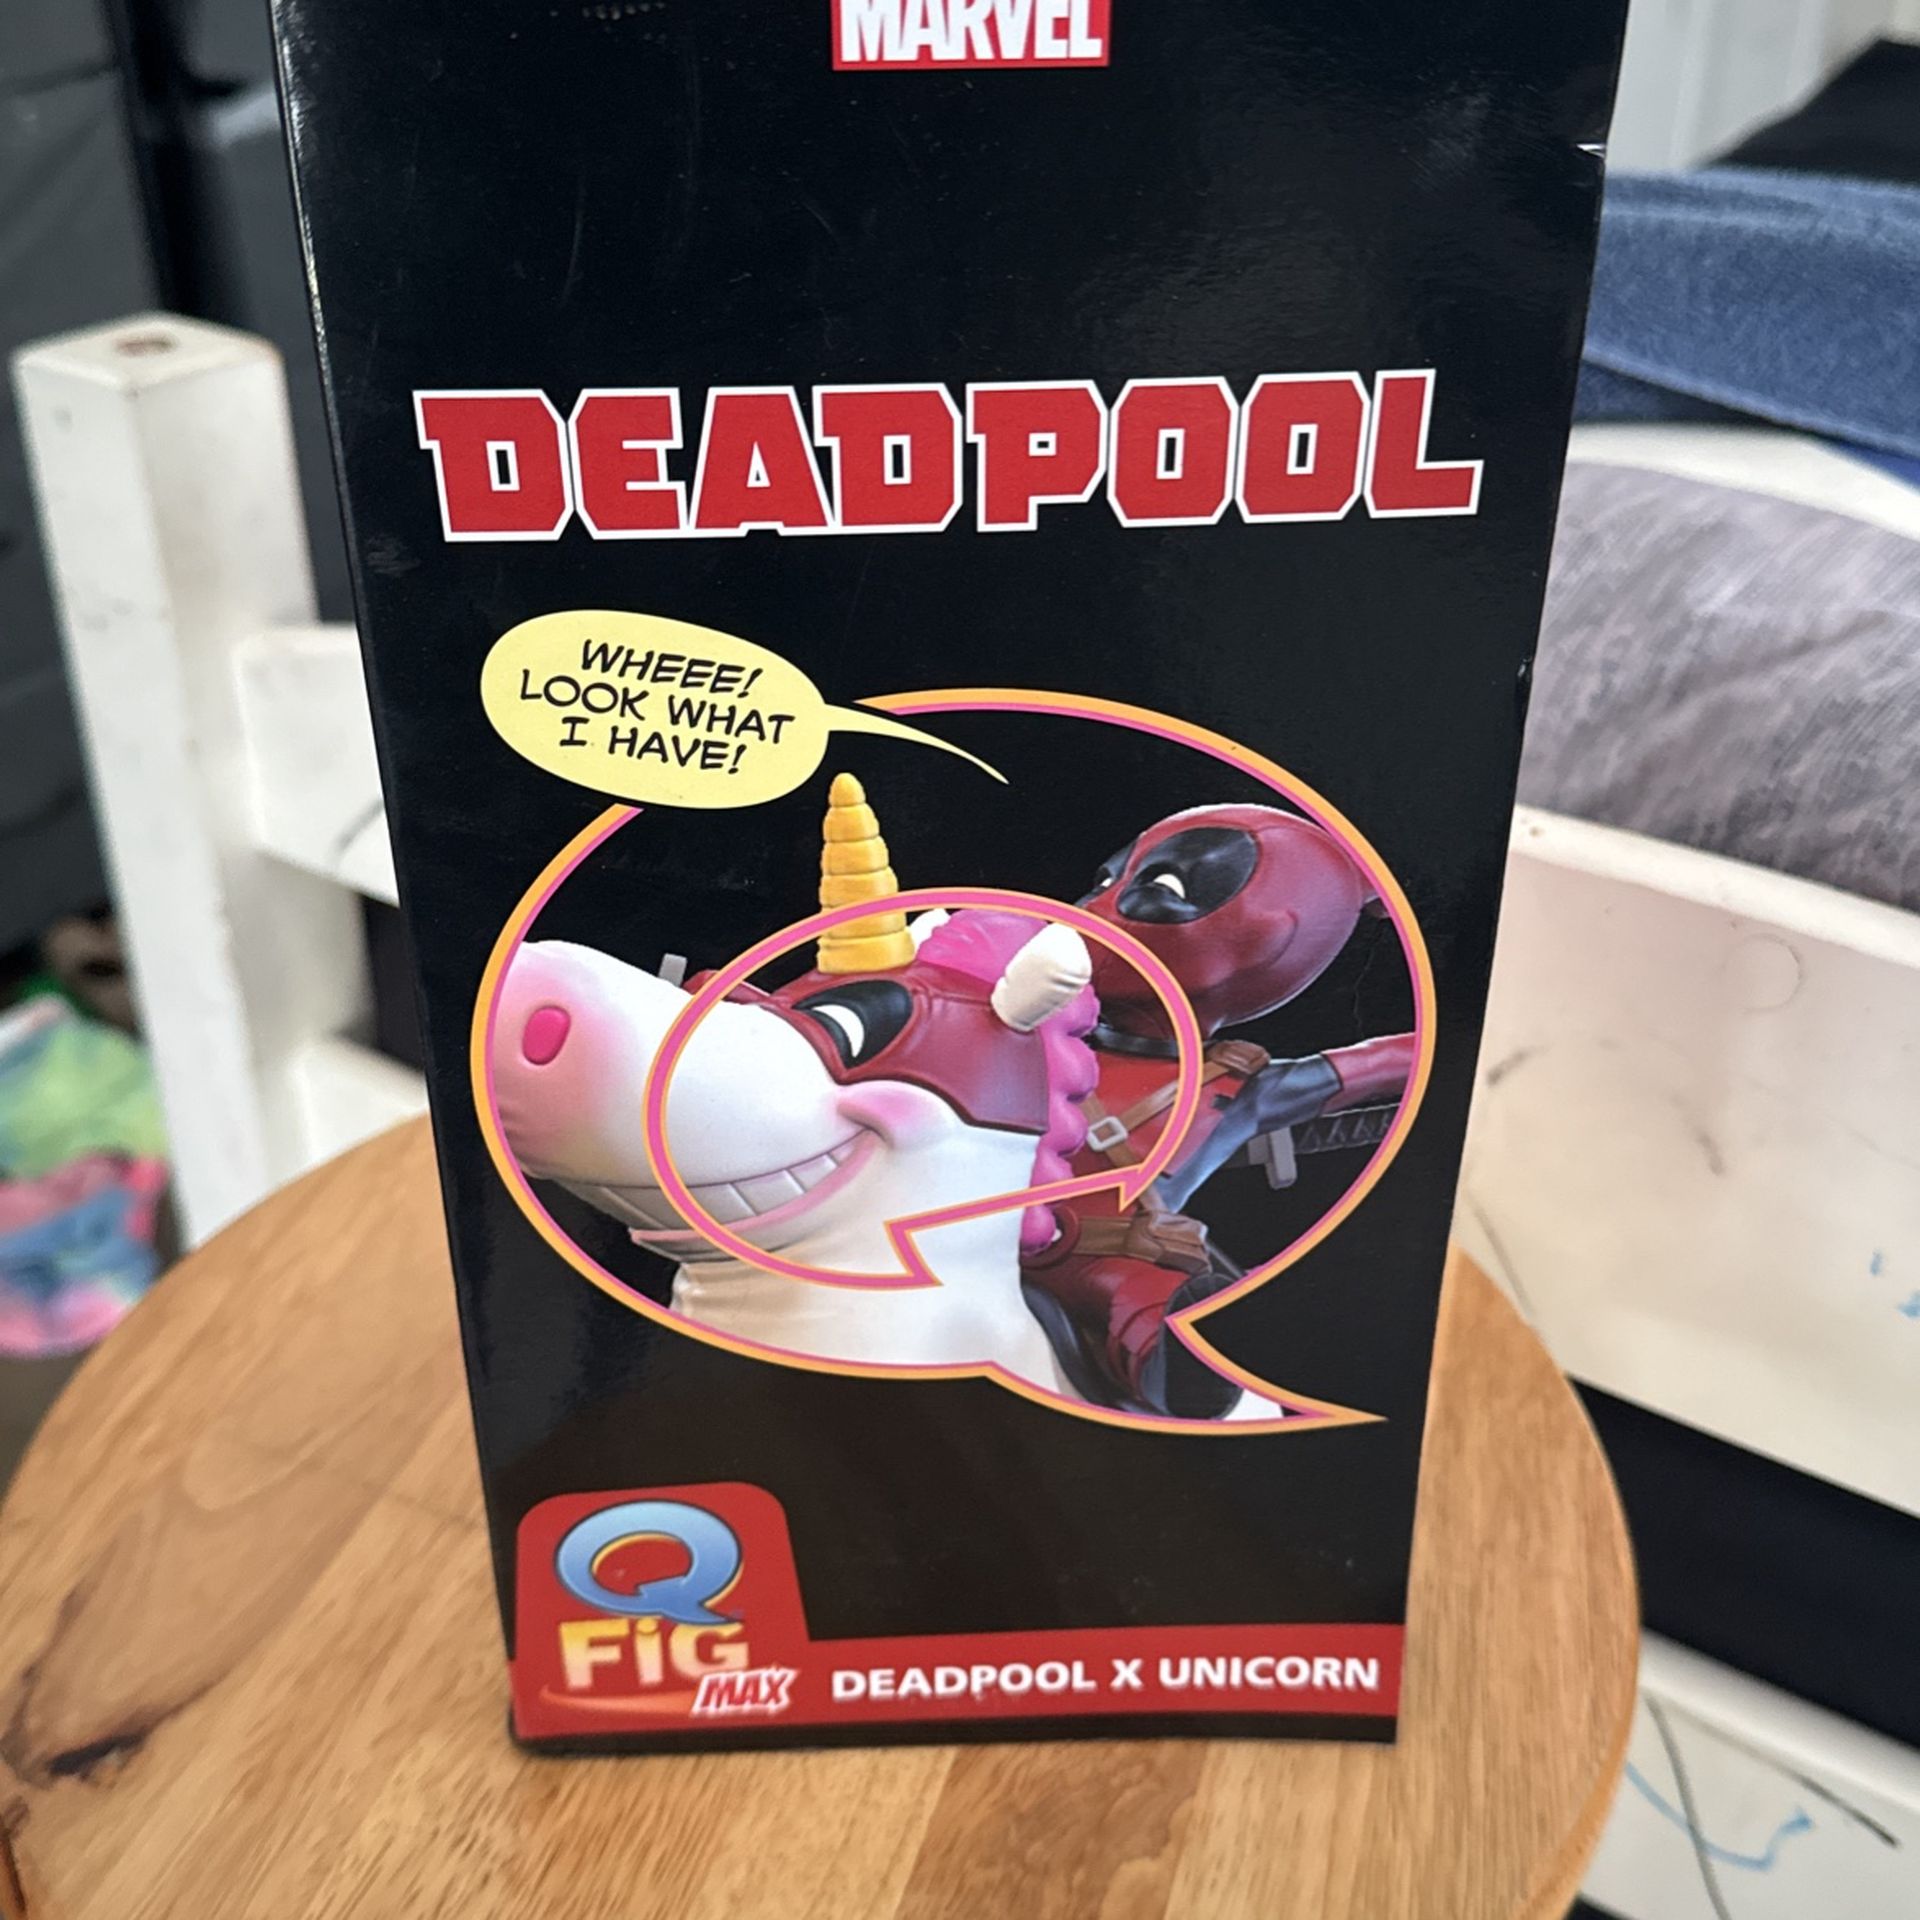 MARVEL
DEADPOOL
WHEEE!
LOOK WHAT
I HAVE!
Q
FiG
MAX
DEADPOOL X UNICORN